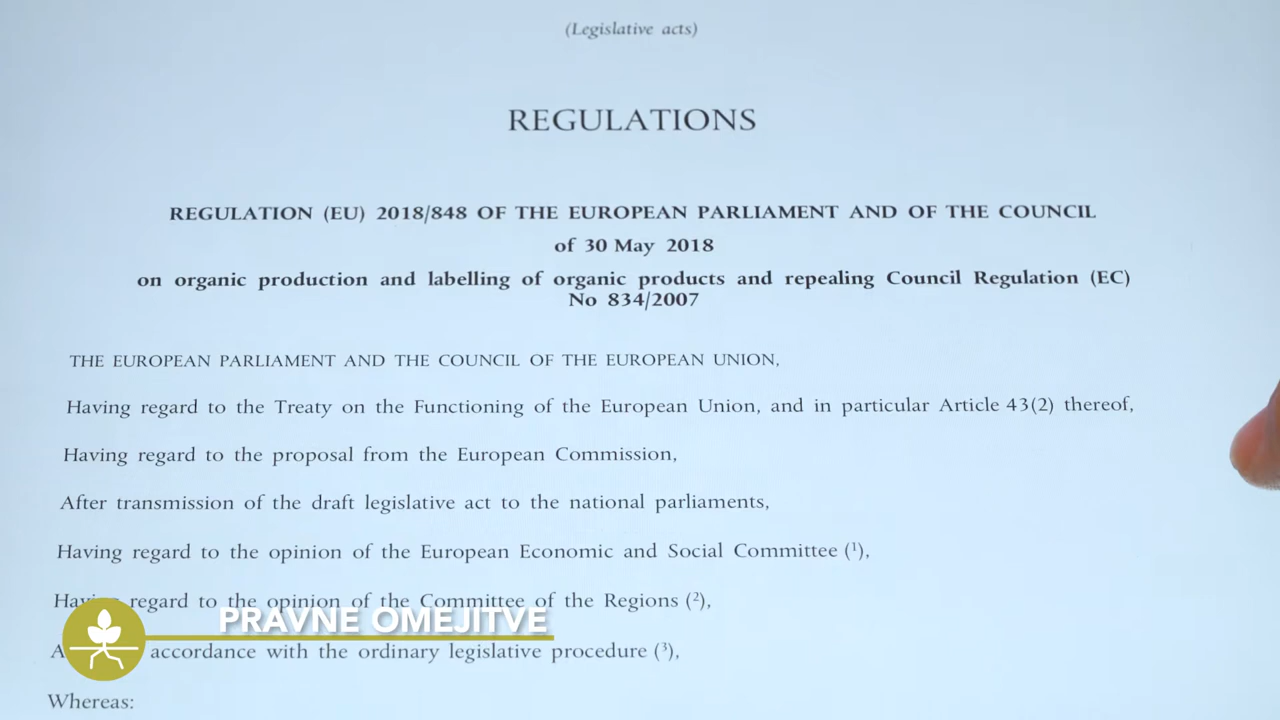 (Legislative acts)
REGULATIONS
REGULATION (EU) 2018/848 OF THE EUROPEAN PARLIAMENT AND OF THE COUNCIL
of 30 May 2018
on organic production and labelling of organic products and repealing Council Regulation (EC)
No 834/2007
THE EUROPEAN PARLIAMENT AND THE COUNCIL OF THE EUROPEAN UNION,
Having regard to the Treaty on the Functioning of the European Union, and in particular Article 43(2) thereof,
Having regard to the proposal from the European Commission,
After transmission of the draft legislative act to the national parliaments,
Having regard to the opinion of the European Economic and Social Committee (¹),
Having regard to the opinion of the Committee of the Regions (²),
PRAVNE OMEJITVE
accordance with the ordinary legislative procedure (³),
Whereas: